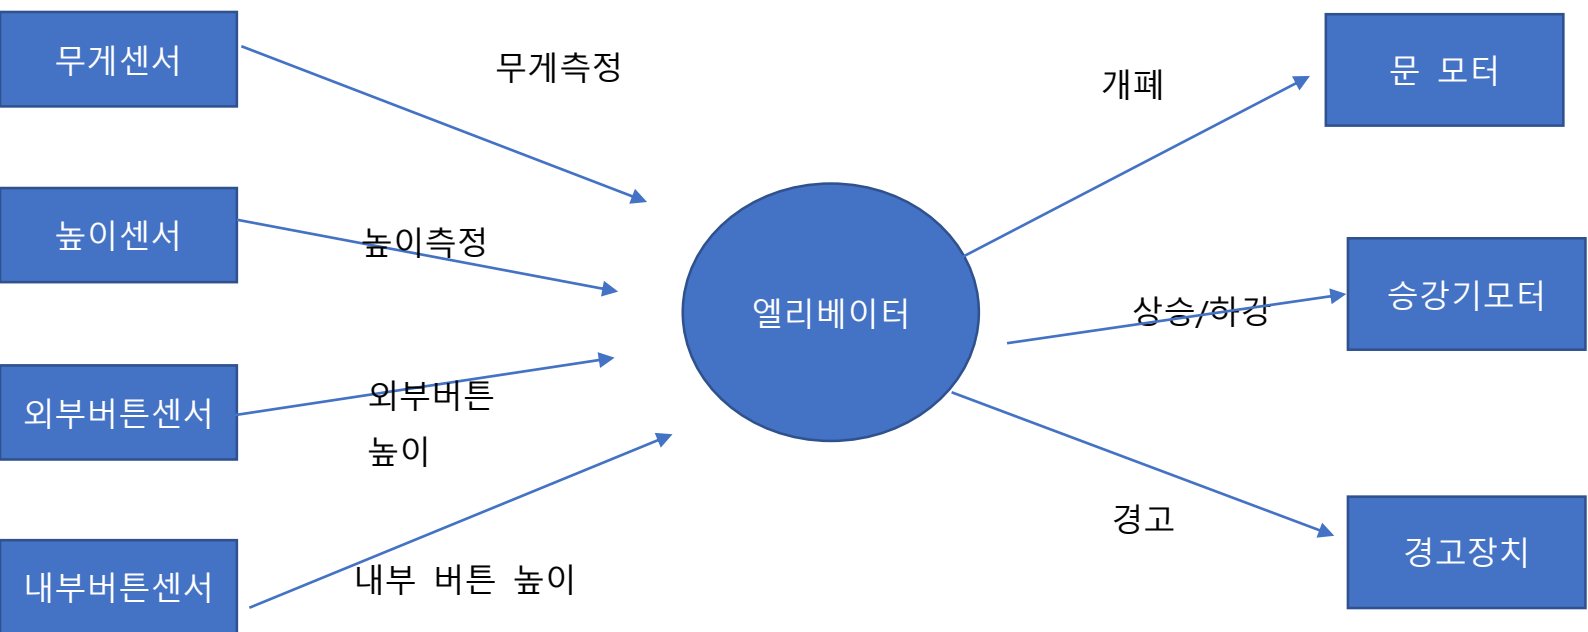 무게센서
무게측정
개폐
문 모터
높이센서
높이측정
엘리베이터
상승/하강
승강기모터
외부버튼센서
외부버튼
높이
경고
경고장치
내부버튼센서
내부 버튼 높이